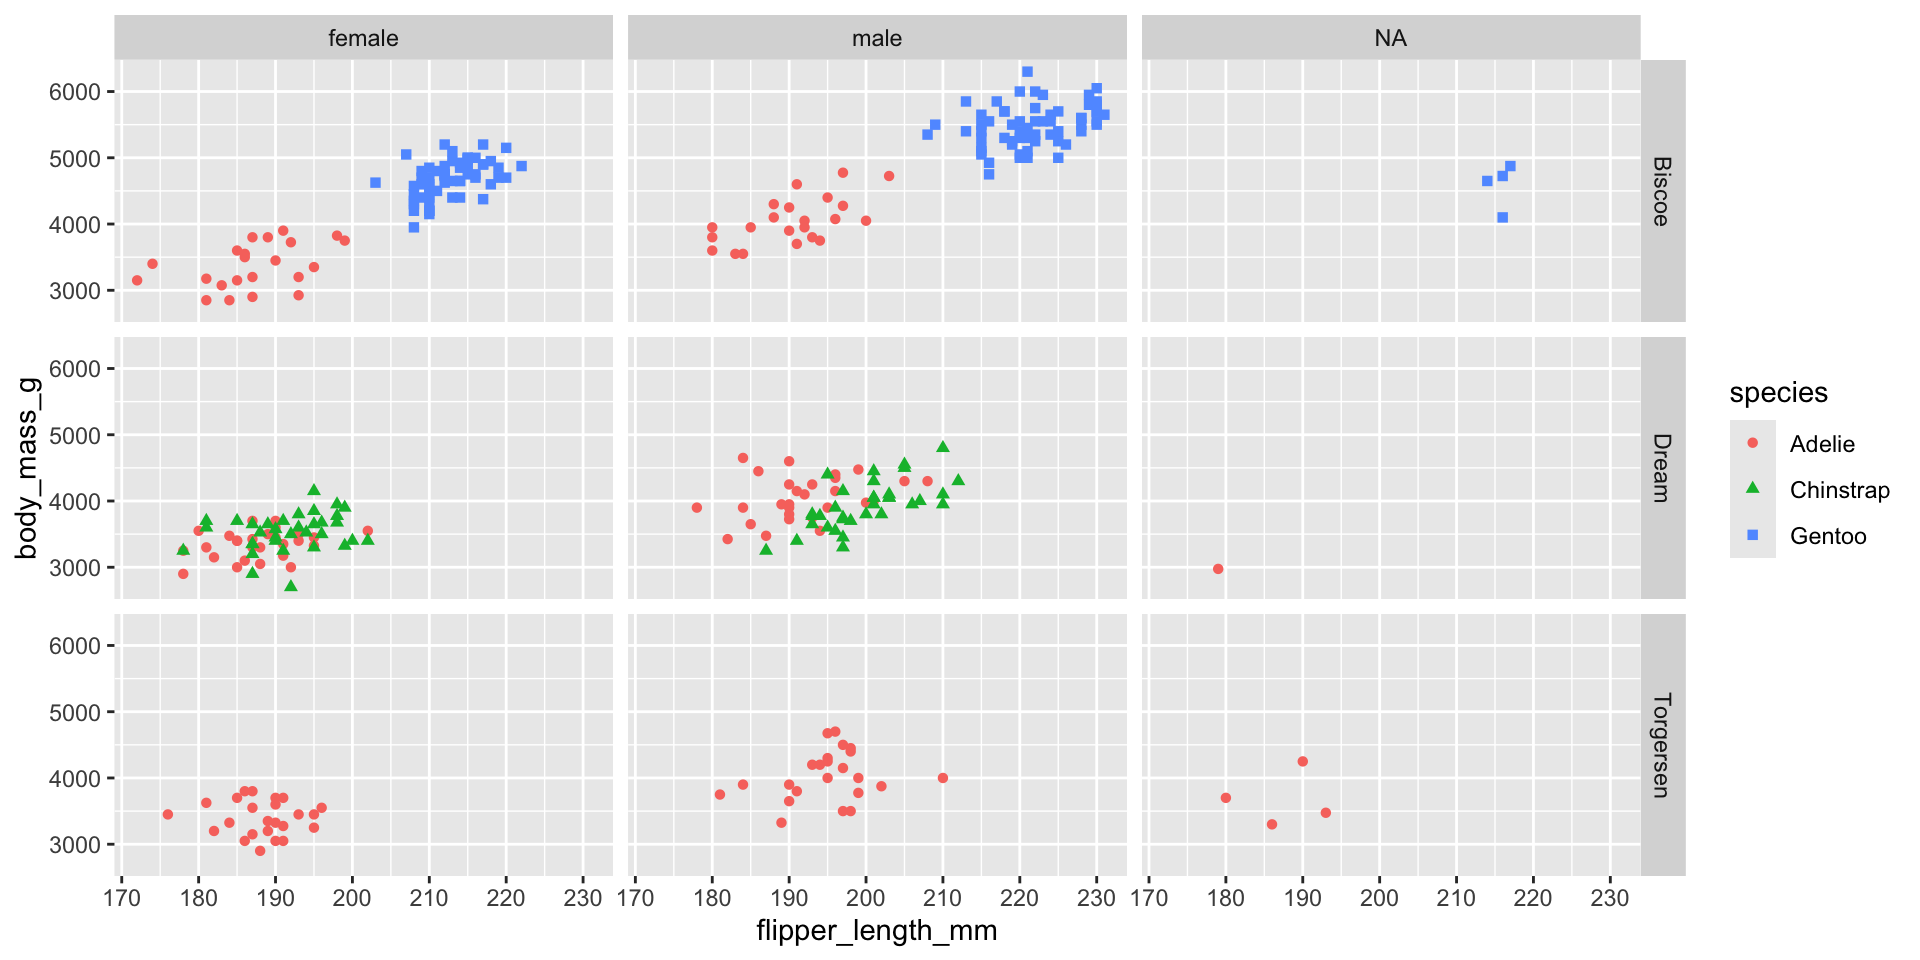 female male NA
6000
5000
4000
3000
Biscoe
6000
5000
4000
3000
Dream
6000
5000
4000
3000
Torgersen
170 180 190 200 210 220 230 170 180 190 200 210 220 230 170 180 190 200 210 220 230
flipper_length_mm
body_mass_g
species
Adelie
Chinstrap
Gentoo